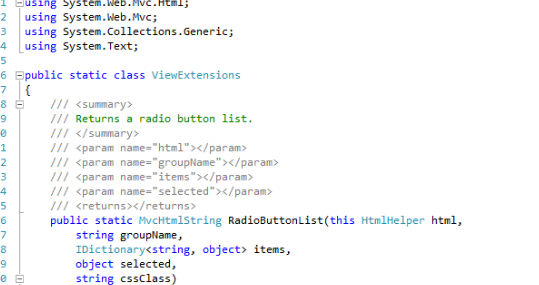 1 using System.Web.Mvc.Html;
2 using System.Web.Mvc;
3 using System.Collections.Generic;
4 using System.Text;
5
6 public static class ViewExtensions
7 {
8 /// <summary>
9 /// Returns a radio button list.
0 /// </summary>
1 /// <param name="html"></param>
2 /// <param name="groupName"></param>
3 /// <param name="items"></param>
4 /// <param name="selected"></param>
5 /// <returns></returns>
6 public static MvcHtmlString RadioButtonList(this HtmlHelper html,
7 string groupName,
8 IDictionary<string, object> items,
9 object selected,
0 string cssClass)